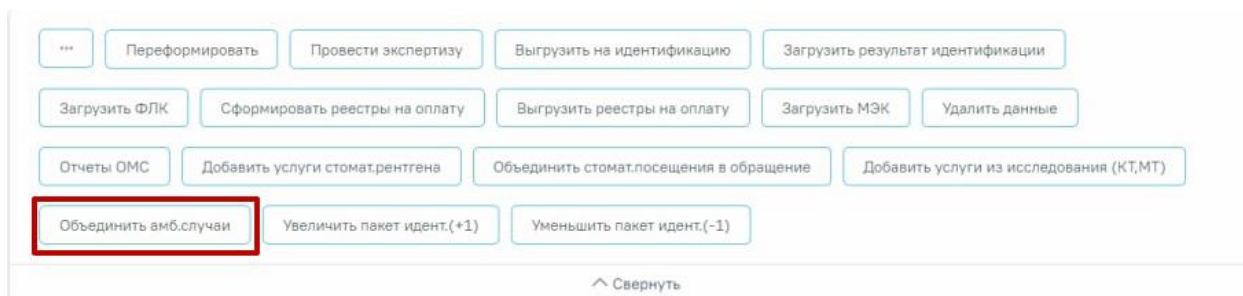 ... Переформировать Провести экспертизу Выгрузить на идентификацию Загрузить результат идентификации
Загрузить ФЛК Сформировать реестры на оплату Выгрузить реестры на оплату Загрузить МЭК Удалить данные
Отчеты ОМС Добавить услуги стомат.рентгена Объединить стомат.посещения в обращение Добавить услуги из исследования (КТ,МТ)
Объединить амб.случаи Увеличить пакет идент.(+1) Уменьшить пакет идент.(-1)
Свернуть